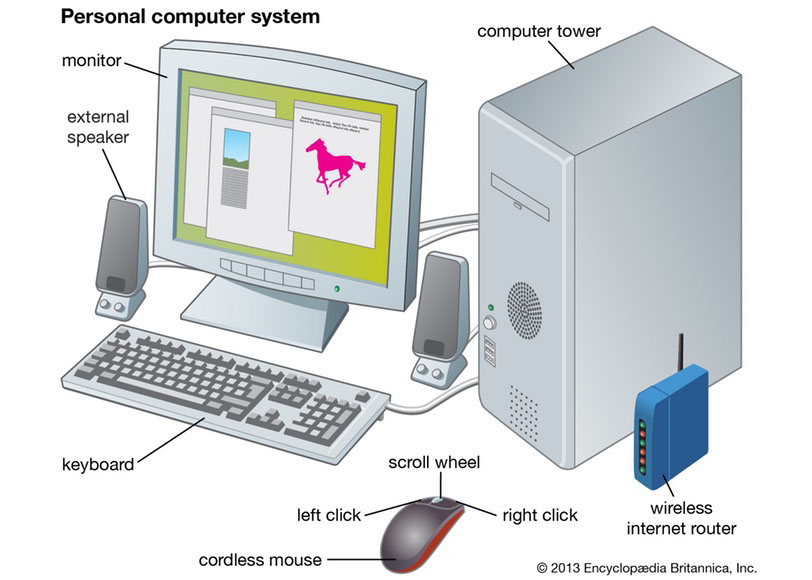 Personal computer system
computer tower
monitor
external
speaker
keyboard
scroll wheel
left click
right click
wireless
internet router
cordless mouse
© 2013 Encyclopædia Britannica, Inc.